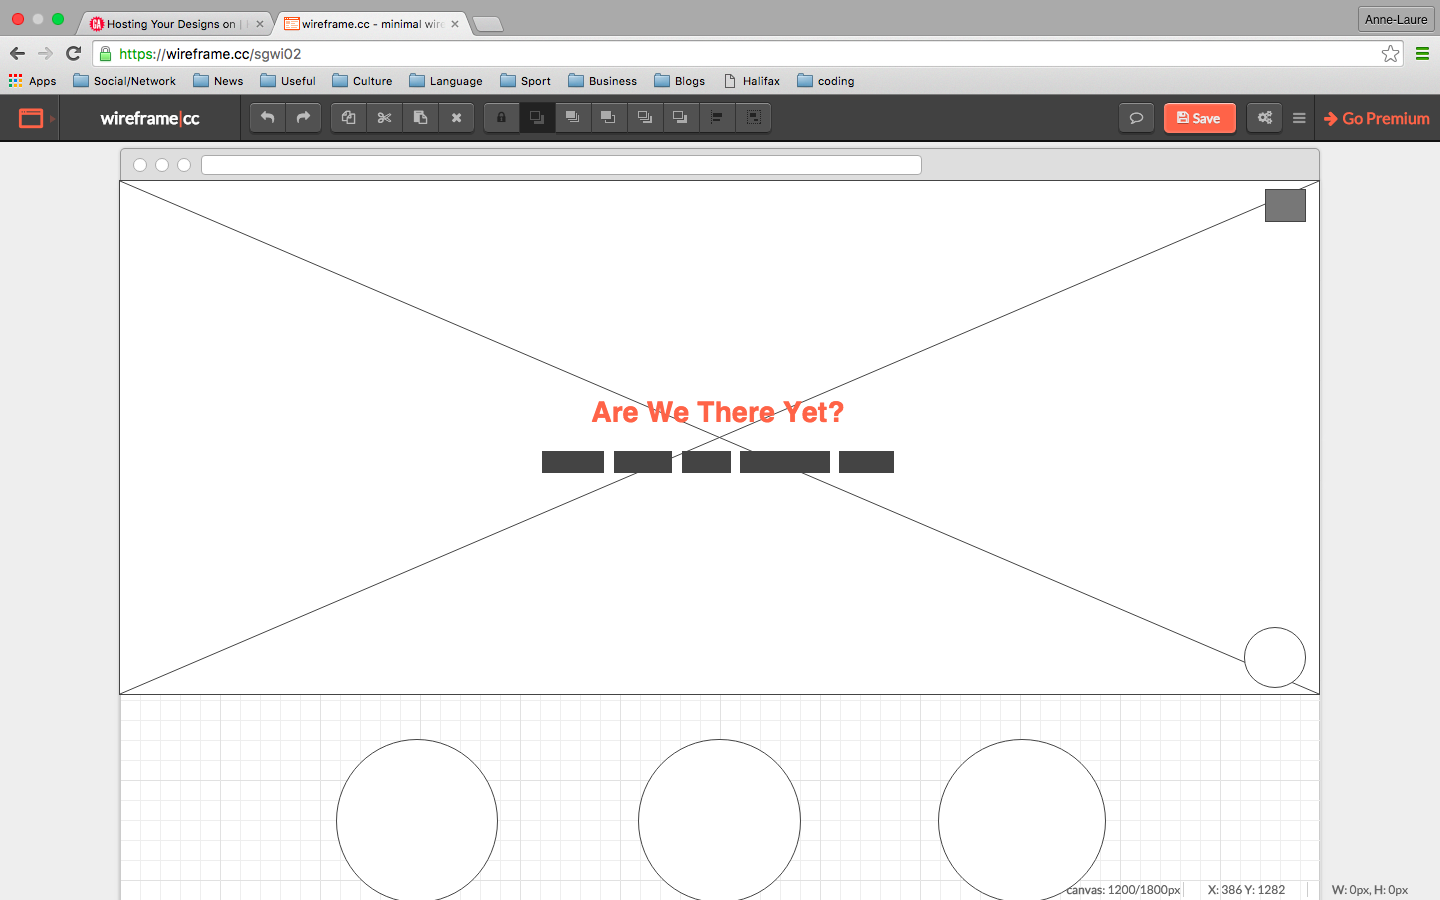 Hosting Your Designs on |
wireframe.cc - minimal wire
Anne-Laure
https://wireframe.cc/sgwi02
Apps Social/Network News Useful Culture Language Sport Business Blogs Halifax coding
wireframe|cc
Save
Go Premium
Are We There Yet?
canvas: 1200/1800px X: 386 Y: 1282 W: 0px, H: 0px